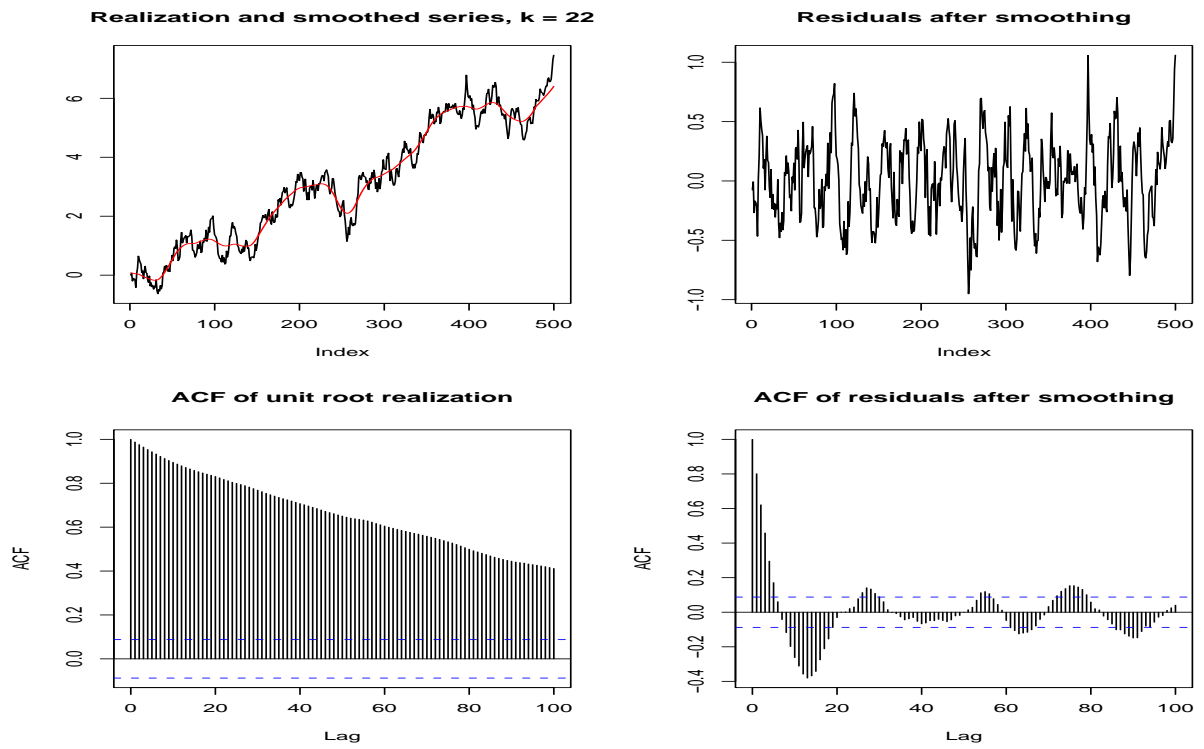 Realization and smoothed series, k = 22
6
4
2
0
0 100 200 300 400 500
Index
Residuals after smoothing
1.0
0.5
0.0
−0.5
−1.0
0 100 200 300 400 500
Index
ACF of unit root realization
ACF
1.0
0.8
0.6
0.4
0.2
0.0
0 20 40 60 80 100
Lag
ACF of residuals after smoothing
ACF
1.0
0.8
0.6
0.4
0.2
0.0
−0.2
−0.4
0 20 40 60 80 100
Lag